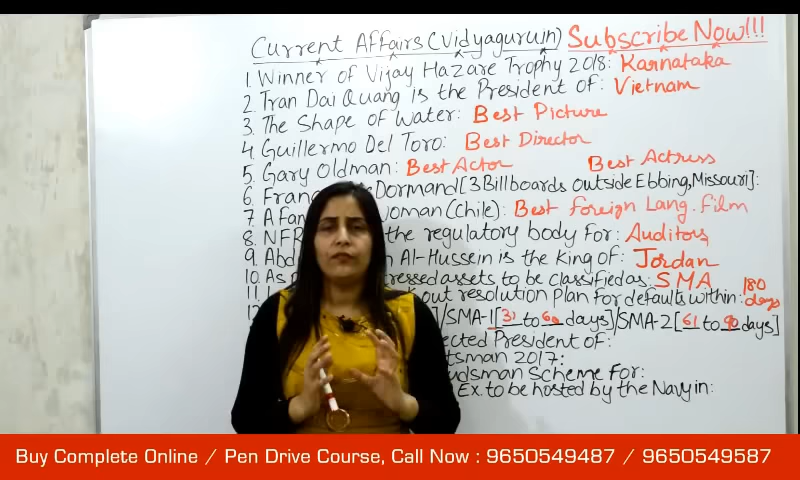 Current Affairs (Vidyaguruin) Subscribe Now!!!
1. Winner of Vijay Hazare Trophy 2018: Karnataka
2. Tran Dai Quang is the President of: Vietnam
3. The Shape of Water: Best Picture
4. Guillermo Del Toro: Best Director
5. Gary Oldman: Best Actor Best Actress
6. Fran Dormand [3 Billboards Outside Ebbing, Missouri]:
7. A Fan woman (Chile): Best Foreign Lang. Film
8. NFR the regulatory body for: Auditors
9. Abd Al-Hussein is the King of: Jordan
10. As tressed assets to be classified as: SMA
11. out resolution Plan for defaults within: 180 days
12. ]/SMA-1[31 to 60 days]/SMA-2[61 to 90 days]
ected President of:
tsman 2017:
udsman Scheme for:
Ex. to be hosted by the Navy in:
Buy Complete Online / Pen Drive Course, Call Now : 9650549487 / 9650549587